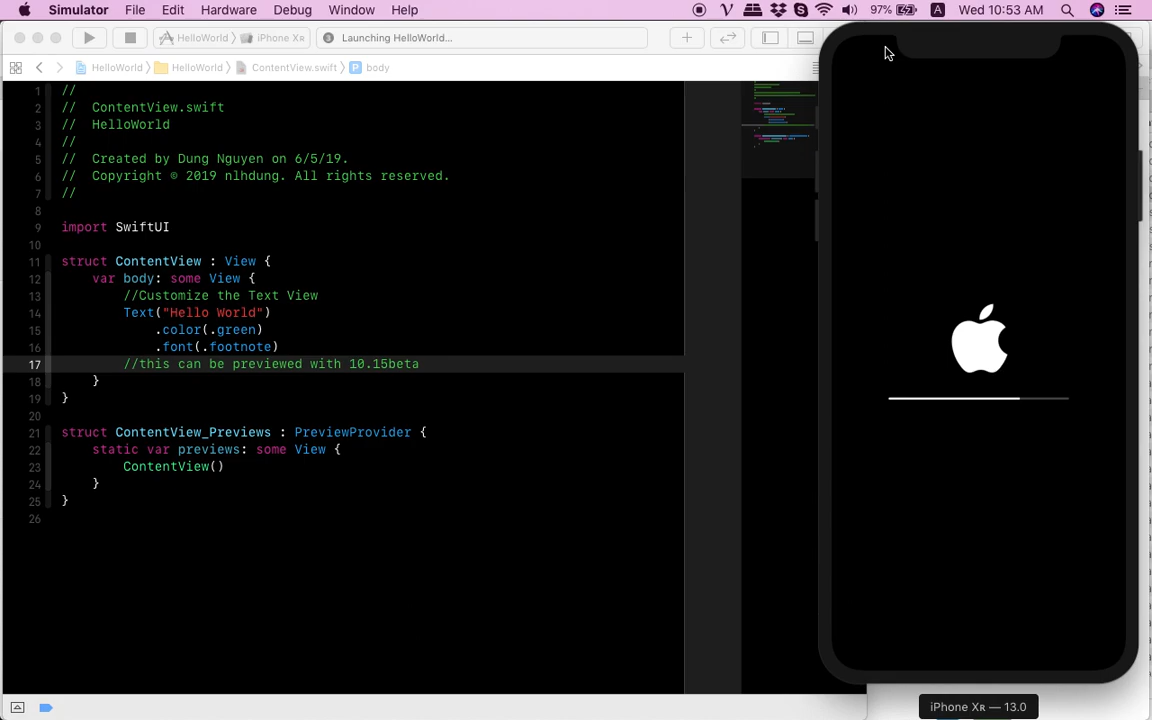 Simulator File Edit Hardware Debug Window Help 97% A Wed 10:53 AM
HelloWorld iPhone Xʀ Launching HelloWorld...
HelloWorld HelloWorld ContentView.swift P body
1 //
2 // ContentView.swift
3 // HelloWorld
4 //
5 // Created by Dung Nguyen on 6/5/19.
6 // Copyright © 2019 nlhdung. All rights reserved.
7 //
8
9 import SwiftUI
10
11 struct ContentView : View {
12 var body: some View {
13 //Customize the Text View
14 Text("Hello World")
15 .color(.green)
16 .font(.footnote)
17 //this can be previewed with 10.15beta
18 }
19 }
20
21 struct ContentView_Previews : PreviewProvider {
22 static var previews: some View {
23 ContentView()
24 }
25 }
26
iPhone Xʀ — 13.0